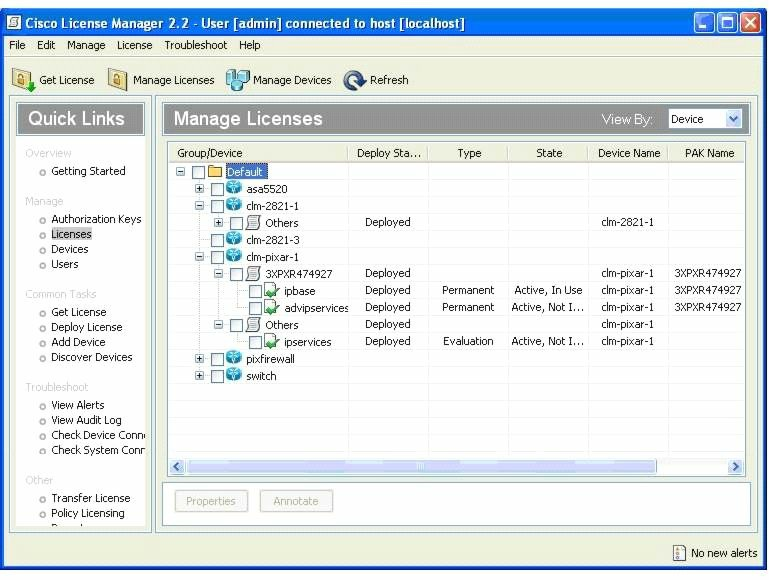 Cisco License Manager 2.2 - User [admin] connected to host [localhost]
File Edit Manage License Troubleshoot Help
Get License Manage Licenses Manage Devices Refresh
Quick Links
Overview
Getting Started
Manage
Authorization Keys
Licenses
Devices
Users
Common Tasks
Get License
Deploy License
Add Device
Discover Devices
Troubleshoot
View Alerts
View Audit Log
Check Device Conn
Check System Conr
Other
Transfer License
Policy Licensing
Manage Licenses View By: Device
Group/Device Deploy Sta... Type State Device Name PAK Name
Default
asa5520
clm-2821-1
Others Deployed clm-2821-1
clm-2821-3
clm-pixar-1
3XPXR474927 Deployed clm-pixar-1 3XPXR474927
ipbase Deployed Permanent Active, In Use clm-pixar-1 3XPXR474927
advipservices Deployed Permanent Active, Not I... clm-pixar-1 3XPXR474927
Others Deployed clm-pixar-1
ipservices Deployed Evaluation Active, Not I... clm-pixar-1
pixfirewall
switch
Properties Annotate
No new alerts